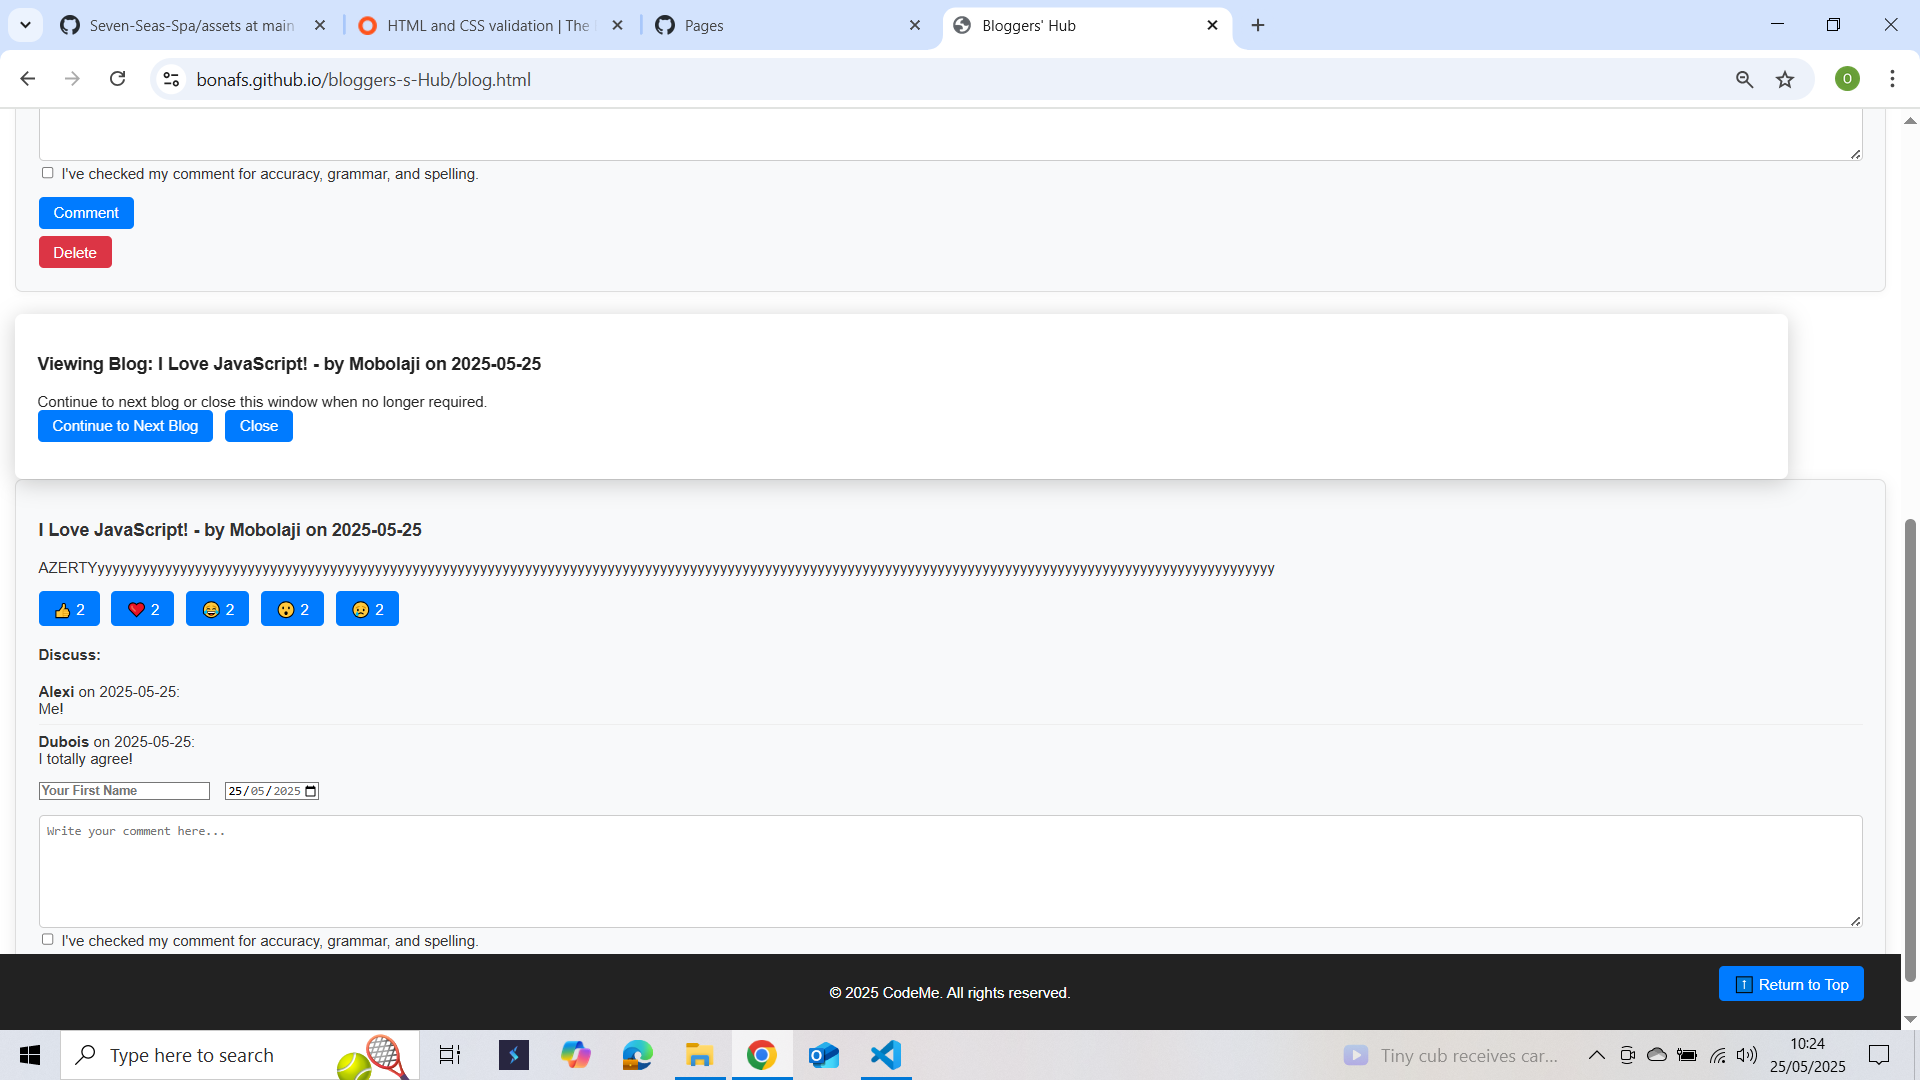 Seven-Seas-Spa/assets at main
HTML and CSS validation | The
Pages
Bloggers' Hub
bonafs.github.io/bloggers-s-Hub/blog.html
O
I've checked my comment for accuracy, grammar, and spelling.
Comment
Delete
Viewing Blog: I Love JavaScript! - by Mobolaji on 2025-05-25
Continue to next blog or close this window when no longer required.
Continue to Next Blog
Close
I Love JavaScript! - by Mobolaji on 2025-05-25
👍 2 ❤️ 2 😂 2 😮 2 😢 2
Discuss:
Alexi on 2025-05-25:
Me!
Dubois on 2025-05-25:
I totally agree!
Your First Name
25/05/2025
Write your comment here...
I've checked my comment for accuracy, grammar, and spelling.
© 2025 CodeMe. All rights reserved.
↑ Return to Top
Type here to search
Tiny cub receives car...
10:24
25/05/2025